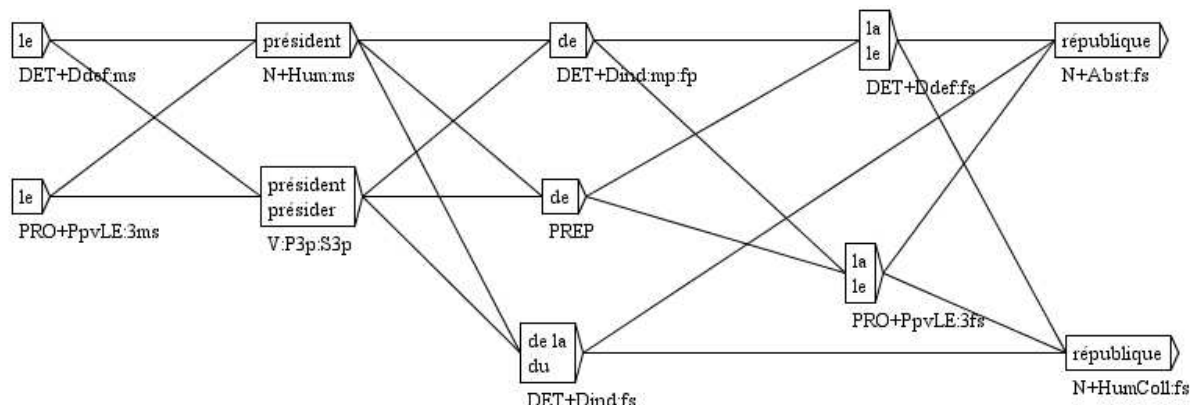 le
DET+Ddef:ms
président
N+Hum:ms
de
DET+Dind:mp:fp
la
le
DET+Ddef:fs
république
N+Abst:fs
le
PRO+PpvLE:3ms
président
présider
V:P3p:S3p
de
PREP
la
le
PRO+PpvLE:3fs
de la
du
DET+Dind:fs
république
N+HumColl:fs